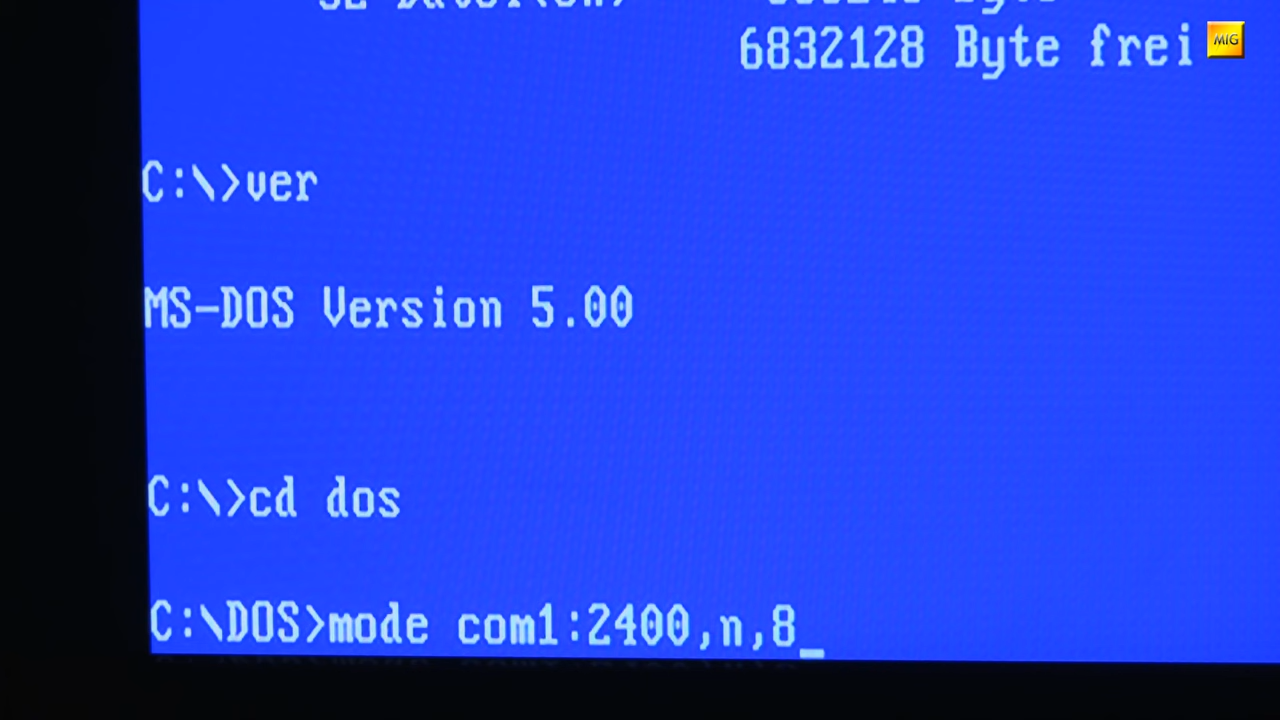 6832128 Byte frei
MIG
C:\>ver
MS-DOS Version 5.00
C:\>cd dos
C:\DOS>mode com1:2400,n,8_